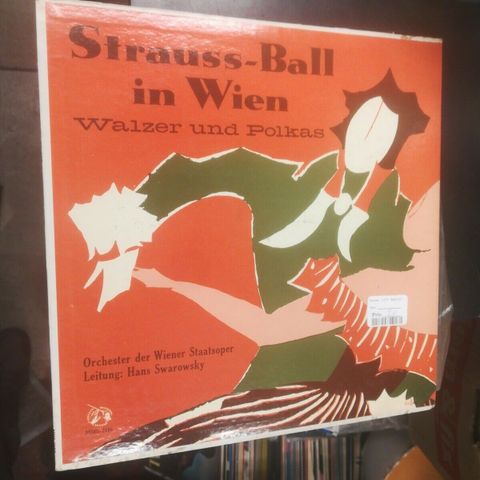 Strauss-Ball
in Wien
Walzer und Polkas
Orchester der Wiener Staatsoper
Leitung: Hans Swarowsky